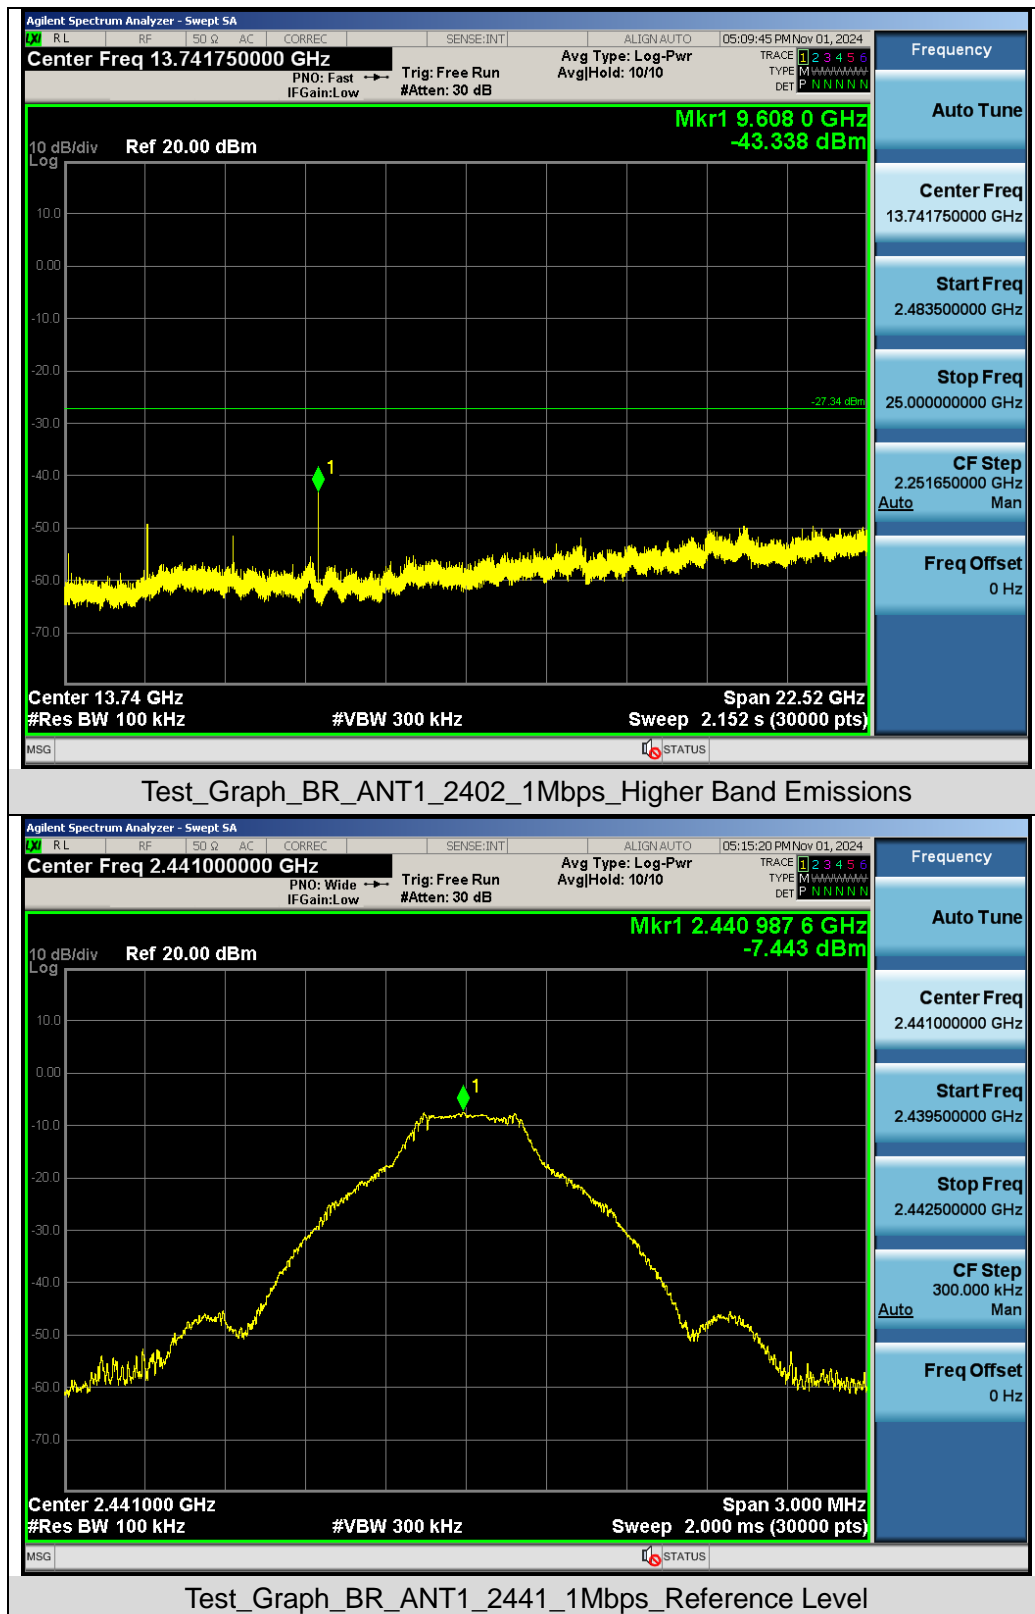 Agilent Spectrum Analyzer - Swept SA
LXI RL RF 50 Ω AC CORREC SENSE:INT ALIGN AUTO 05:09:45 PM Nov 01, 2024
Center Freq 13.741750000 GHz
PNO: Fast
IFGain:Low
Trig: Free Run
#Atten: 30 dB
Avg Type: Log-Pwr
Avg|Hold: 10/10
TRACE 1 2 3 4 5 6
TYPE M
DET P N N N N N
Mkr1 9.608 0 GHz
-43.338 dBm
10 dB/div Ref 20.00 dBm
Log
10.0
0.00
-10.0
-20.0
-27.34 dBm
-30.0
-40.0
1
-50.0
-60.0
-70.0
Center 13.74 GHz Span 22.52 GHz
#Res BW 100 kHz #VBW 300 kHz Sweep 2.152 s (30000 pts)
MSG STATUS
Frequency
Auto Tune
Center Freq
13.741750000 GHz
Start Freq
2.483500000 GHz
Stop Freq
25.000000000 GHz
CF Step
2.251650000 GHz
Auto Man
Freq Offset
0 Hz
Test_Graph_BR_ANT1_2402_1Mbps_Higher Band Emissions
Agilent Spectrum Analyzer - Swept SA
LXI RL RF 50 Ω AC CORREC SENSE:INT ALIGN AUTO 05:15:20 PM Nov 01, 2024
Center Freq 2.441000000 GHz
PNO: Wide
IFGain:Low
Trig: Free Run
#Atten: 30 dB
Avg Type: Log-Pwr
Avg|Hold: 10/10
TRACE 1 2 3 4 5 6
TYPE M
DET P N N N N N
Mkr1 2.440 987 6 GHz
-7.443 dBm
10 dB/div Ref 20.00 dBm
Log
10.0
0.00
1
-10.0
-20.0
-30.0
-40.0
-50.0
-60.0
-70.0
Center 2.441000 GHz Span 3.000 MHz
#Res BW 100 kHz #VBW 300 kHz Sweep 2.000 ms (30000 pts)
MSG STATUS
Frequency
Auto Tune
Center Freq
2.441000000 GHz
Start Freq
2.439500000 GHz
Stop Freq
2.442500000 GHz
CF Step
300.000 kHz
Auto Man
Freq Offset
0 Hz
Test_Graph_BR_ANT1_2441_1Mbps_Reference Level